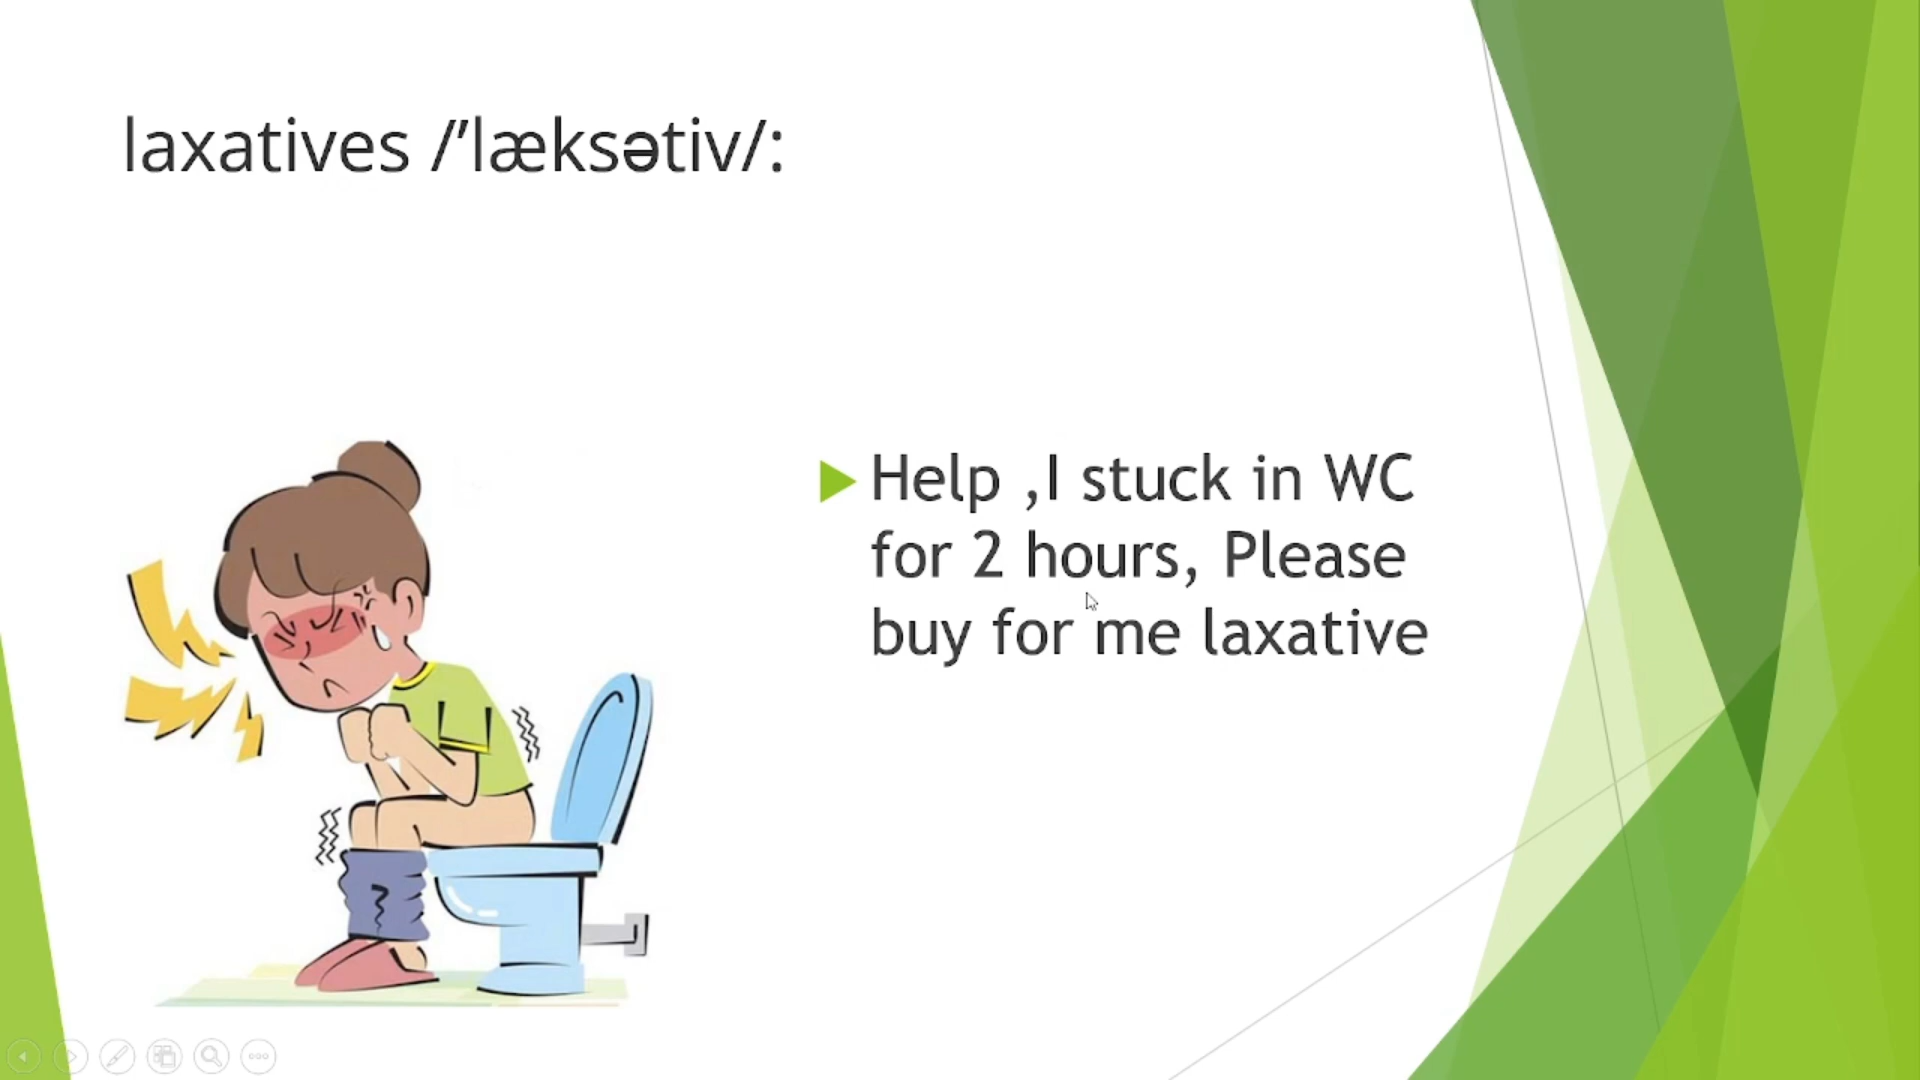 laxatives /’læksətiv/:
Help ,I stuck in WC
for 2 hours, Please
buy for me laxative